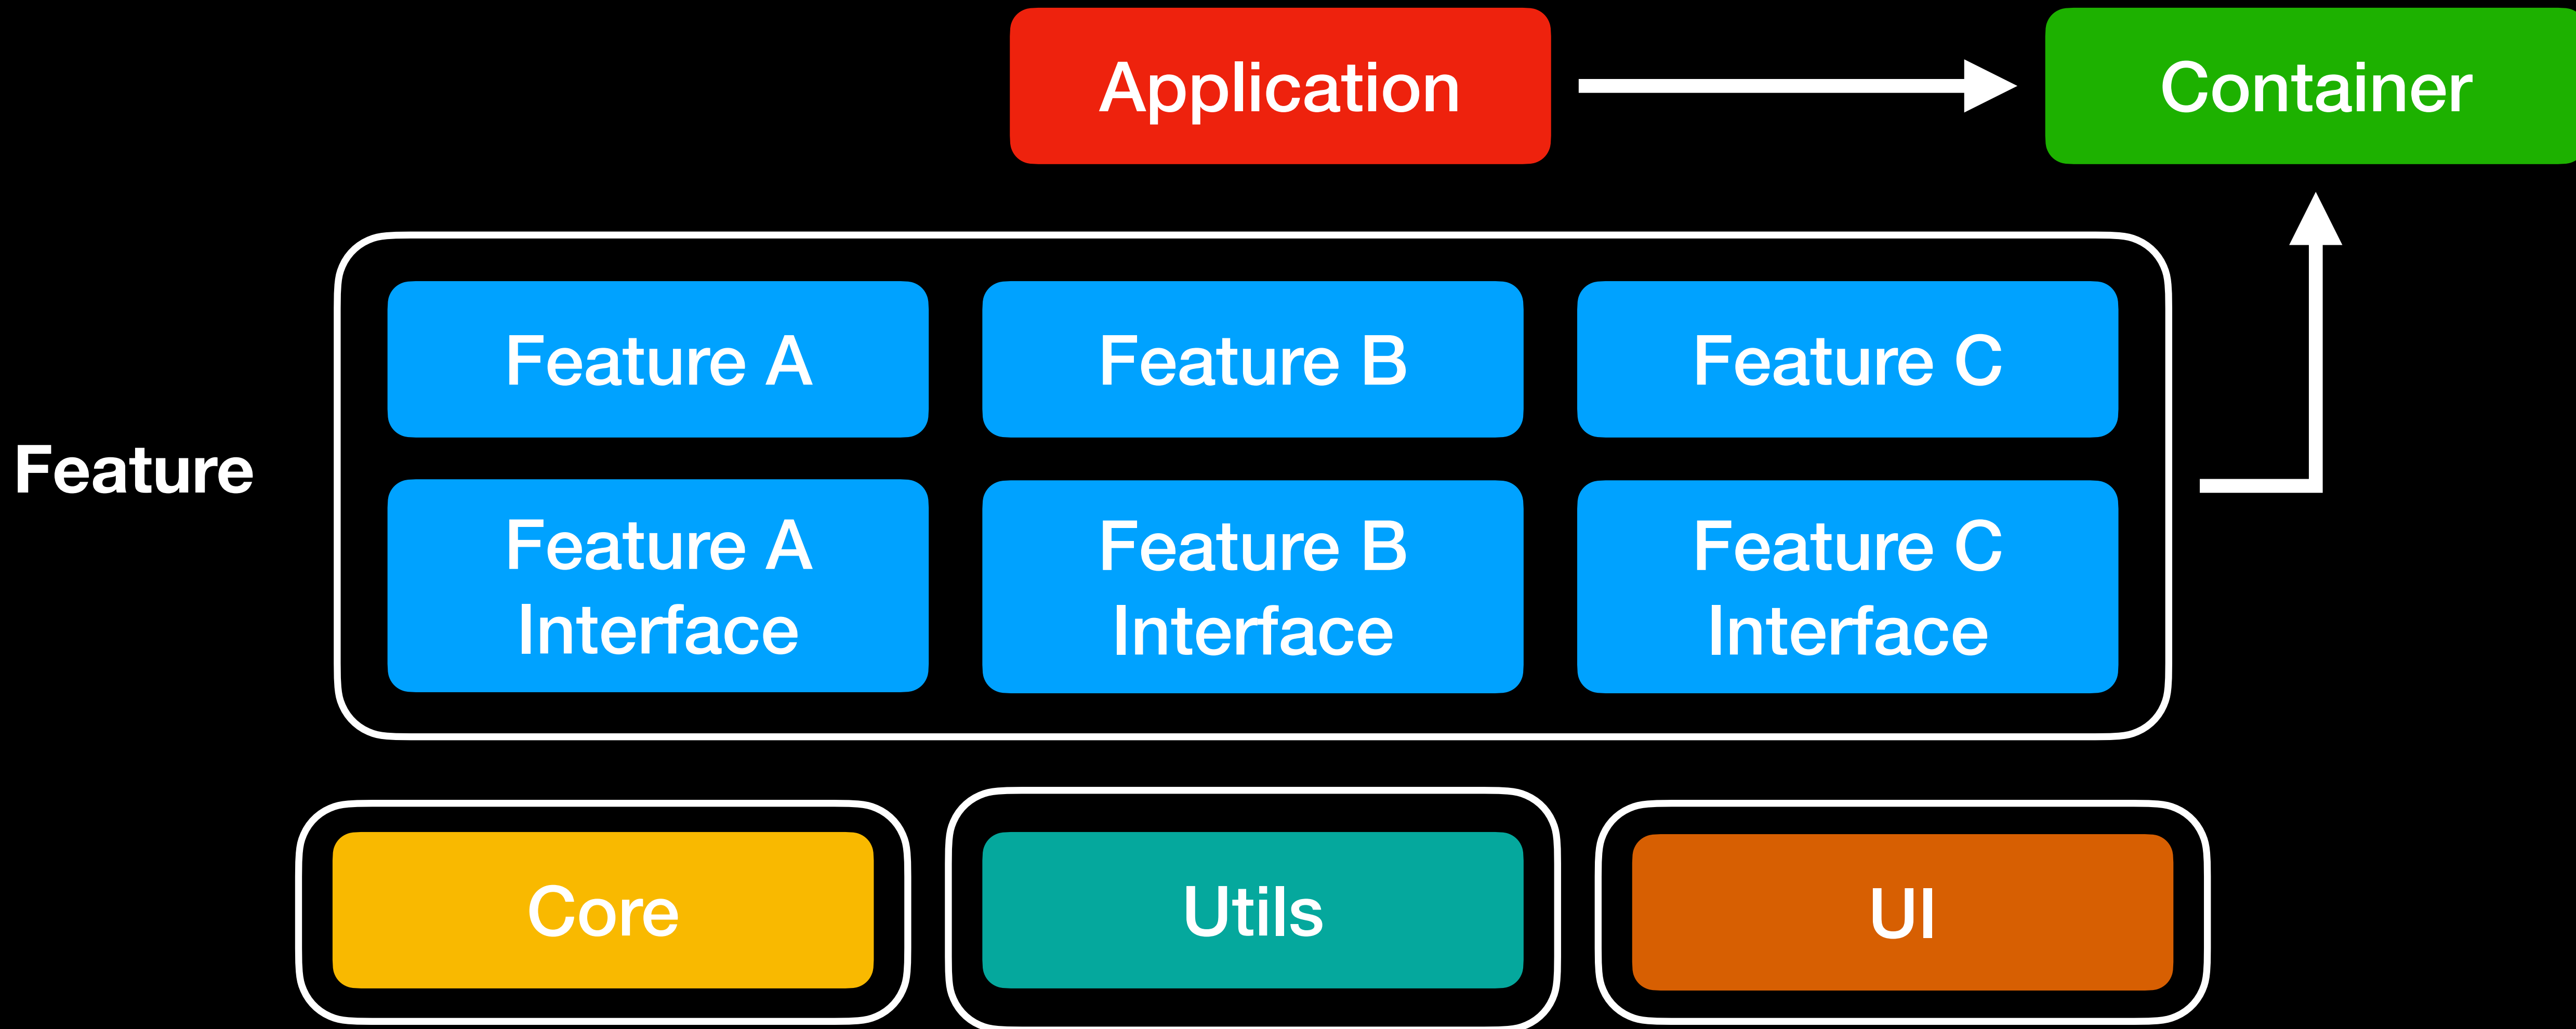 Application
Container
Feature
Feature A
Feature B
Feature C
Feature A
Interface
Feature B
Interface
Feature C
Interface
Core
Utils
UI